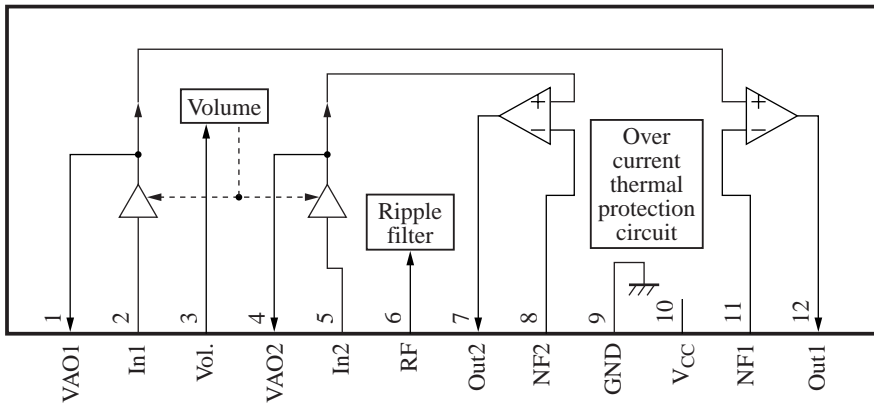 Volume
+
−
+
−
Over
current
thermal
protection
circuit
Ripple
filter
1 2 3 4 5 6 7 8 9 10 11 12
VAO1 In1 Vol. VAO2 In2 RF Out2 NF2 GND VCC NF1 Out1